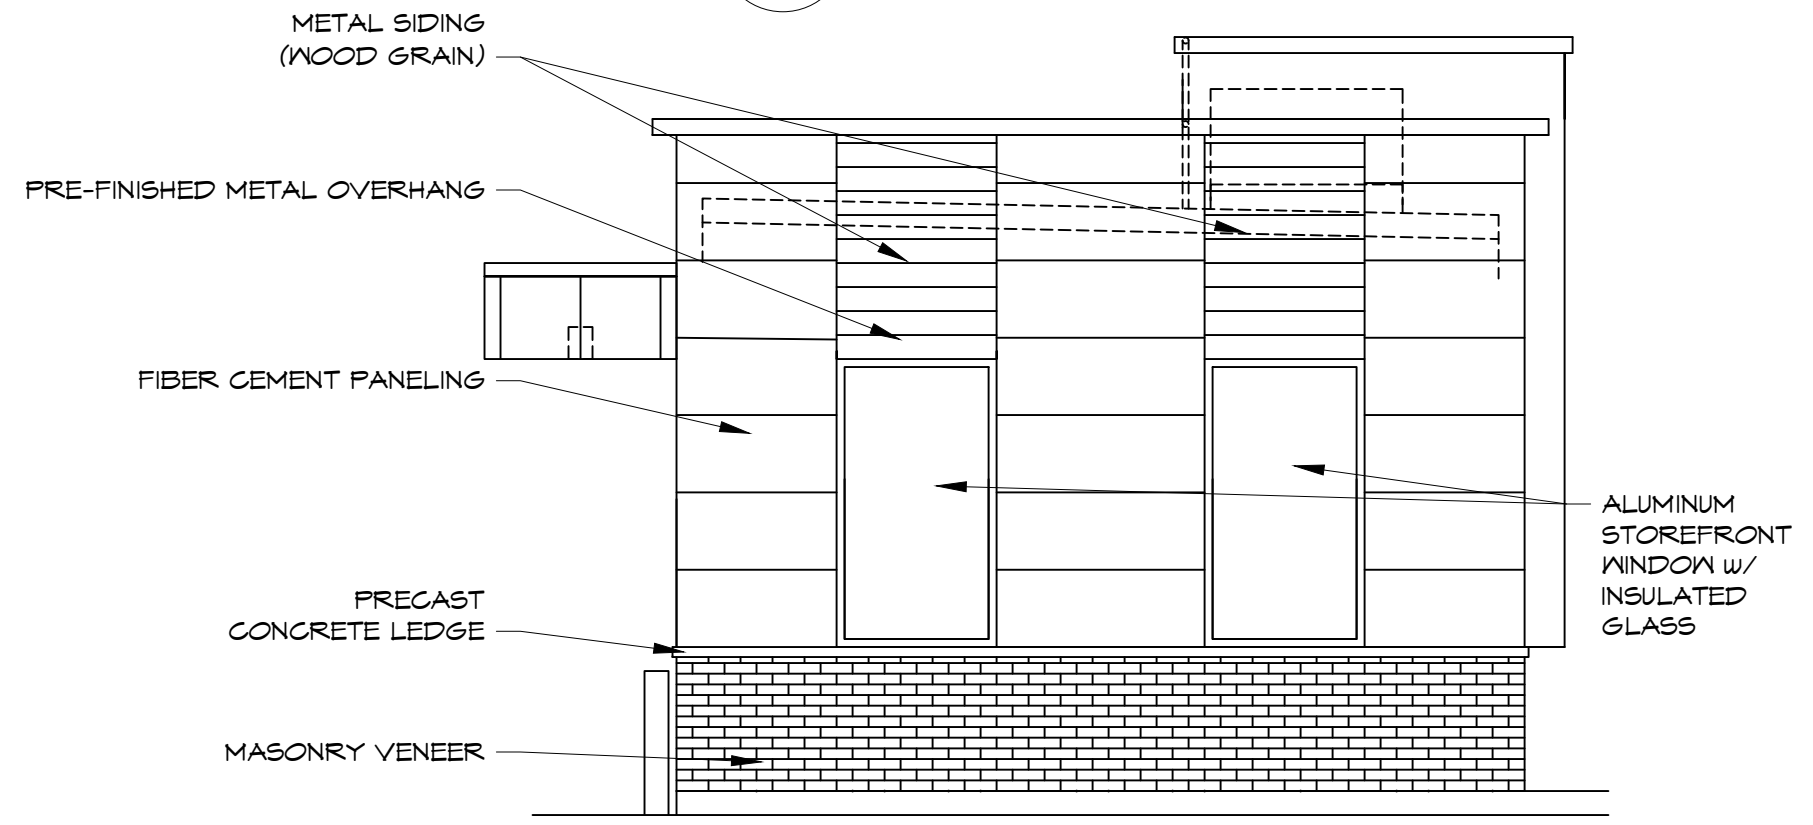 METAL SIDING
(WOOD GRAIN)
PRE-FINISHED METAL OVERHANG
FIBER CEMENT PANELING
PRECAST
CONCRETE LEDGE
MASONRY VENEER
ALUMINUM
STOREFRONT
WINDOW w/
INSULATED
GLASS